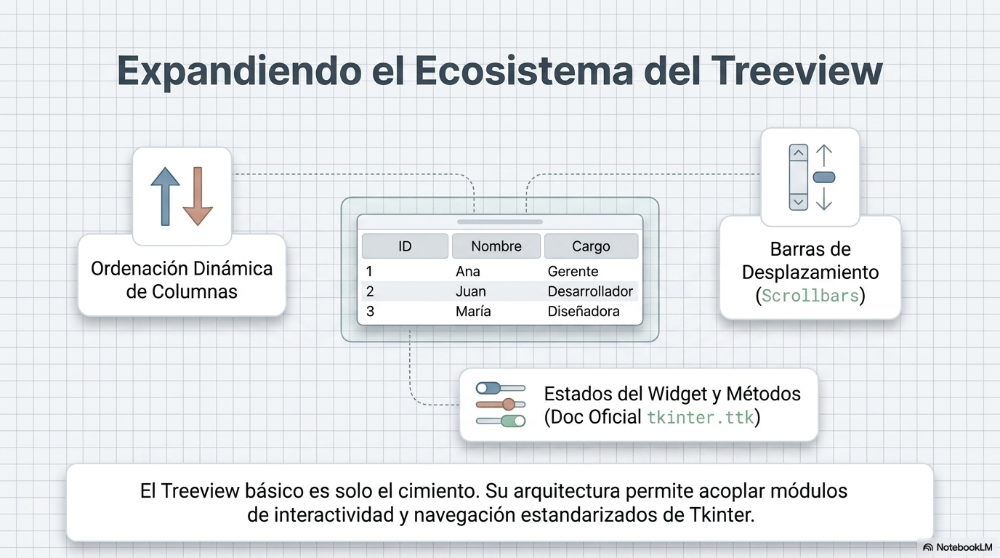 Expandiendo el Ecosistema del Treeview
Ordenación Dinámica
de Columnas
ID Nombre Cargo
1 Ana Gerente
2 Juan Desarrollador
3 María Diseñadora
Barras de
Desplazamiento
(Scrollbars)
Estados del Widget y Métodos
(Doc Oficial tkinter.ttk)
El Treeview básico es solo el cimiento. Su arquitectura permite acoplar módulos
de interactividad y navegación estandarizados de Tkinter.
NotebookLM